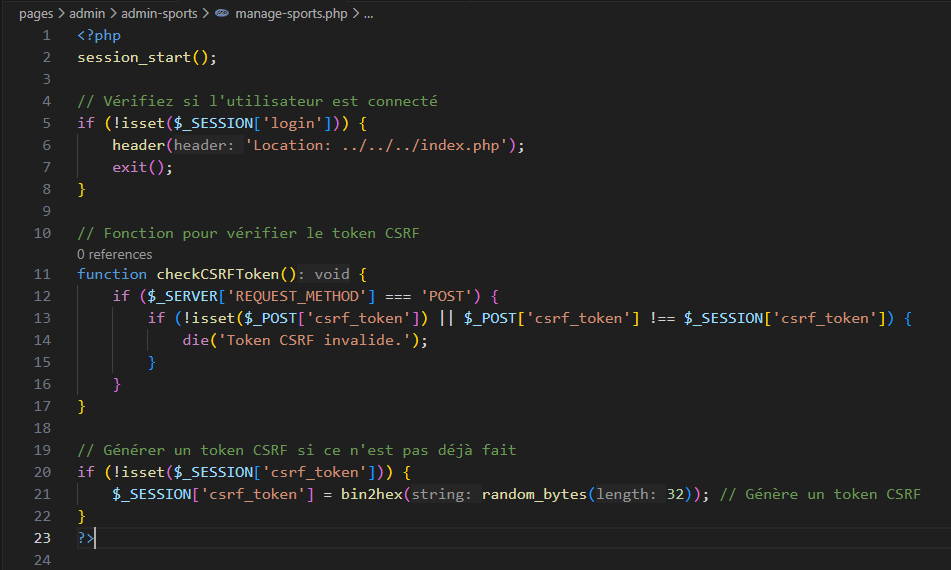 pages > admin > admin-sports > manage-sports.php > ...
1 <?php
2 session_start();
3
4 // Vérifiez si l'utilisateur est connecté
5 if (!isset($_SESSION['login'])) {
6 header(header: 'Location: ../../../index.php');
7 exit();
8 }
9
10 // Fonction pour vérifier le token CSRF
0 references
11 function checkCSRFToken(): void {
12 if ($_SERVER['REQUEST_METHOD'] === 'POST') {
13 if (!isset($_POST['csrf_token']) || $_POST['csrf_token'] !== $_SESSION['csrf_token']) {
14 die('Token CSRF invalide.');
15 }
16 }
17 }
18
19 // Générer un token CSRF si ce n'est pas déjà fait
20 if (!isset($_SESSION['csrf_token'])) {
21 $_SESSION['csrf_token'] = bin2hex(string: random_bytes(length: 32)); // Génère un token CSRF
22 }
23 ?>
24